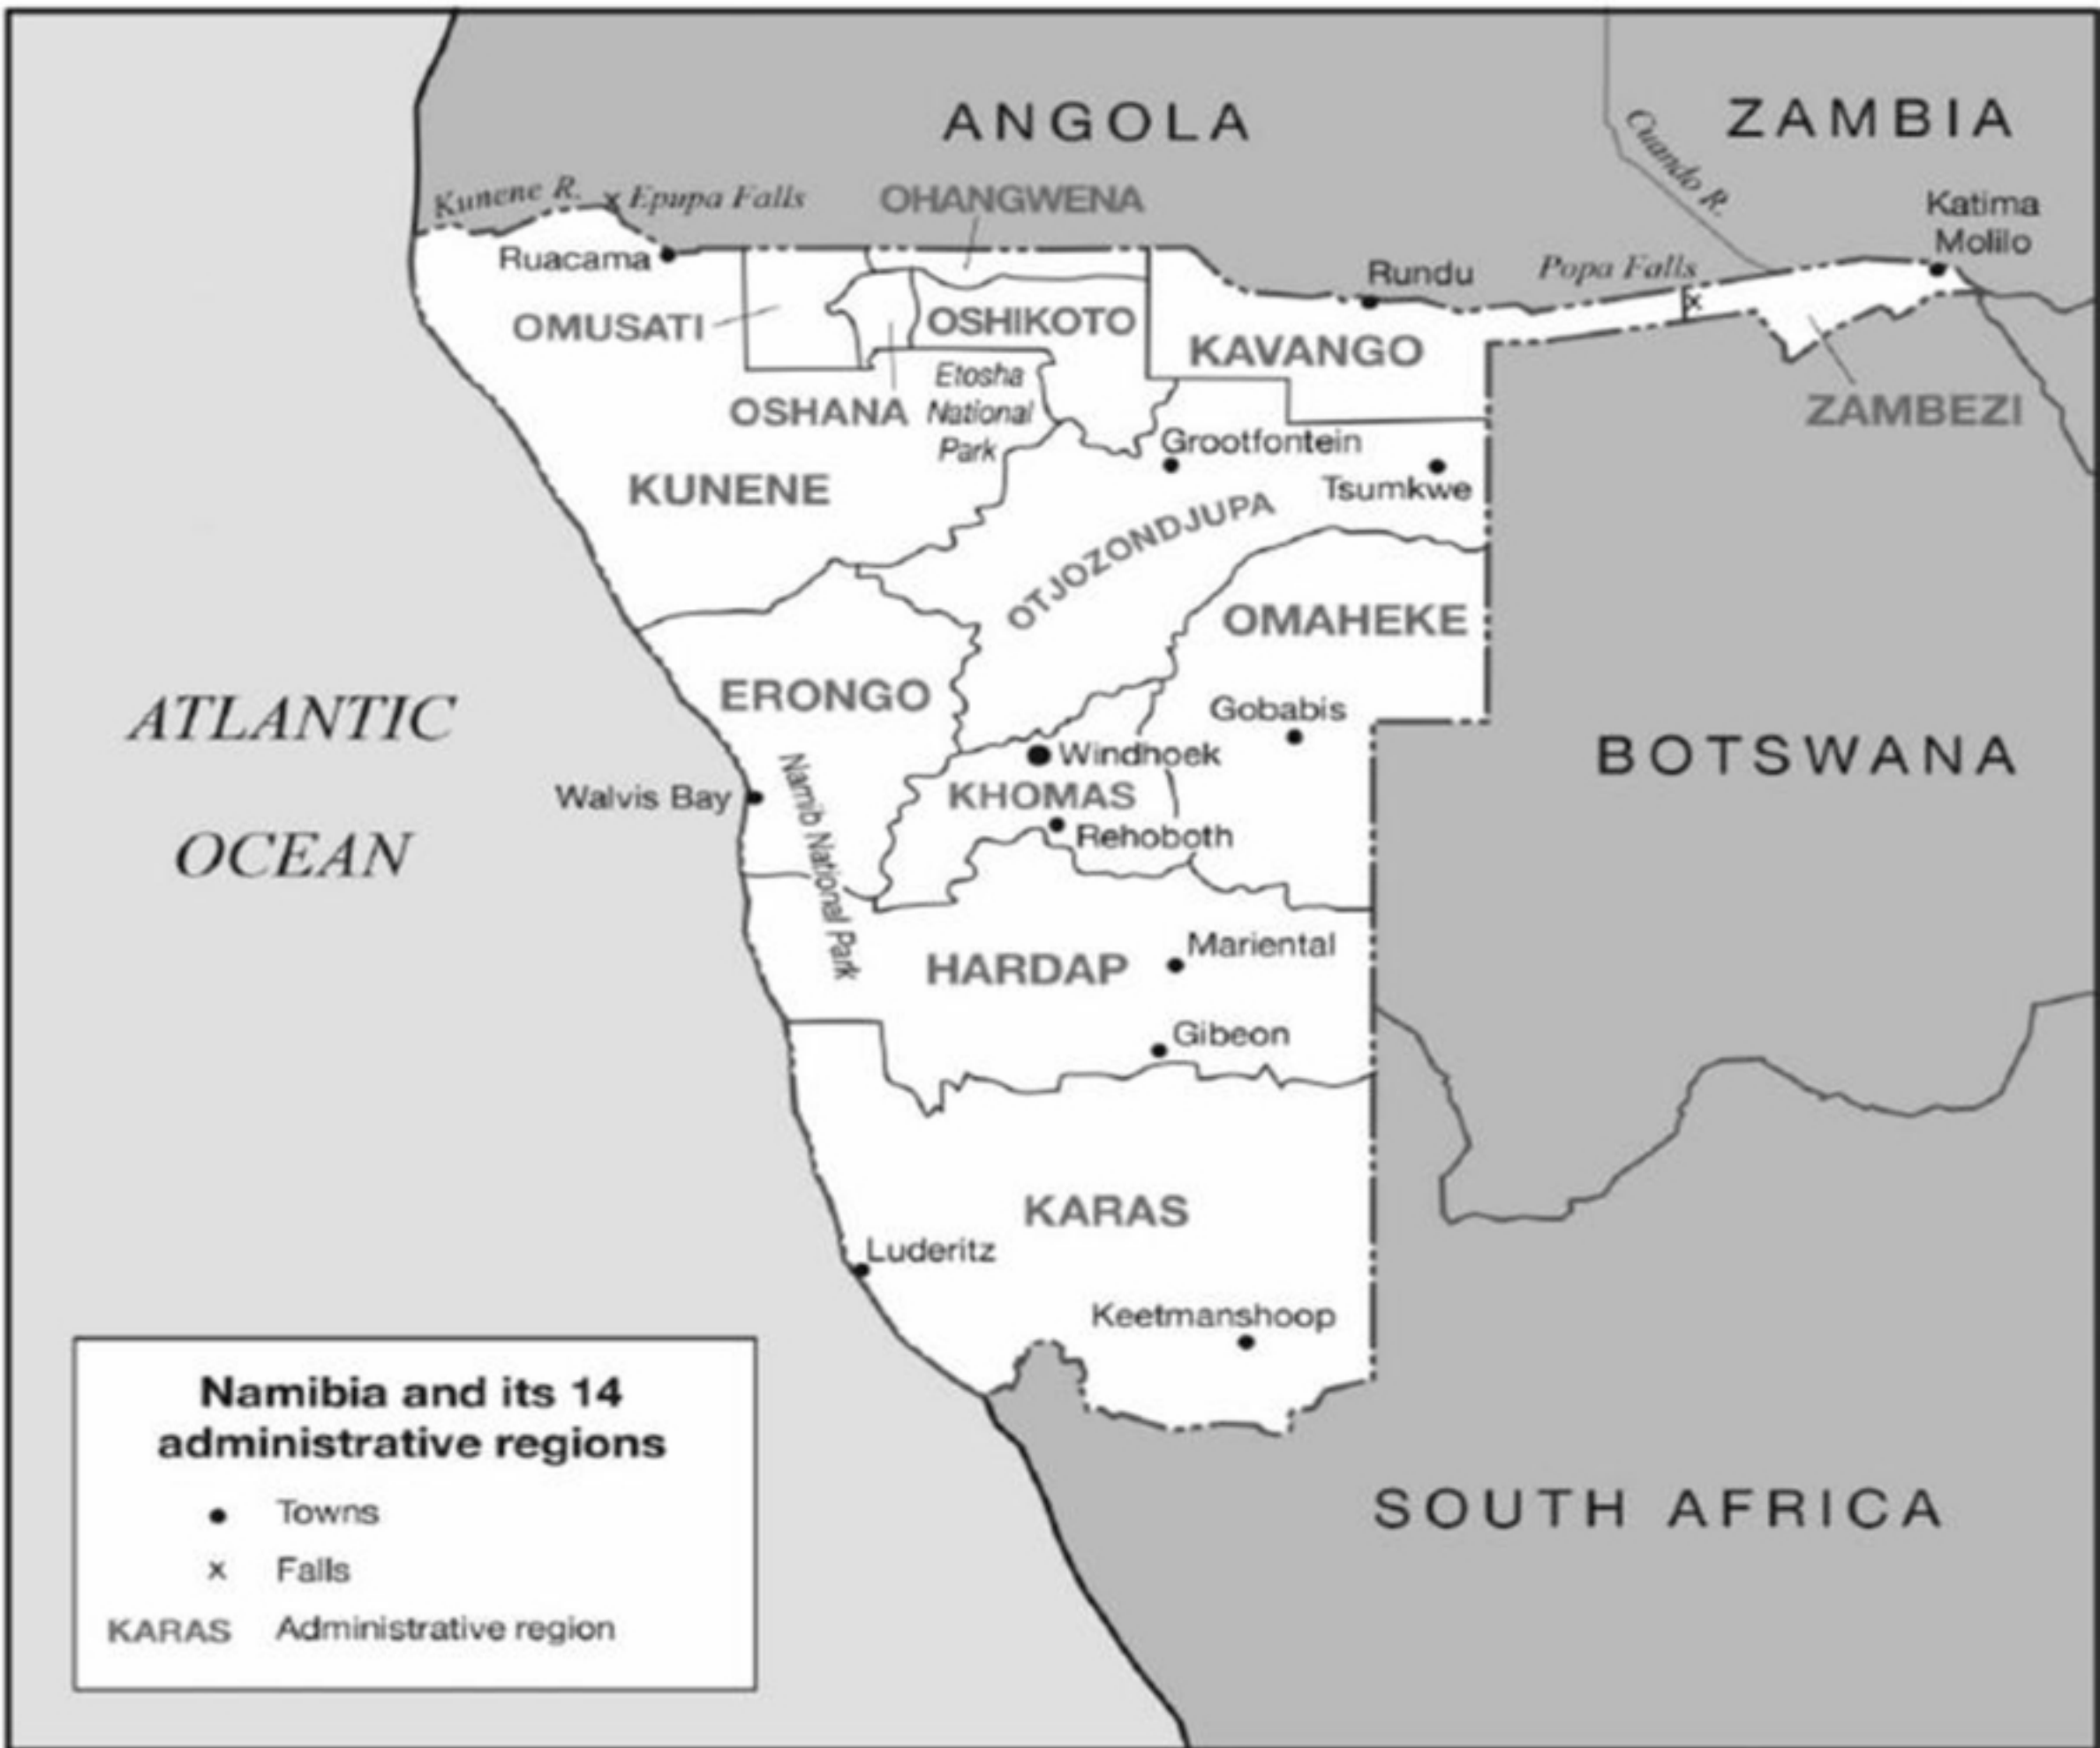 ANGOLA
ZAMBIA
Cuando R.
Kunene R.
Epupa Falls
OHANGWENA
Katima
Molilo
Ruacama
Rundu
Popa Falls
OMUSATI
OSHIKOTO
KAVANGO
Etosha
National
Park
OSHANA
ZAMBEZI
Grootfontein
Tsumkwe
KUNENE
OTJOZONDJUPA
OMAHEKE
ERONGO
Gobabis
ATLANTIC
OCEAN
Windhoek
BOTSWANA
Walvis Bay
Namib National Park
KHOMAS
Rehoboth
Mariental
HARDAP
Gibeon
KARAS
Luderitz
Keetmanshoop
SOUTH AFRICA
Namibia and its 14
administrative regions
Towns
x Falls
KARAS Administrative region